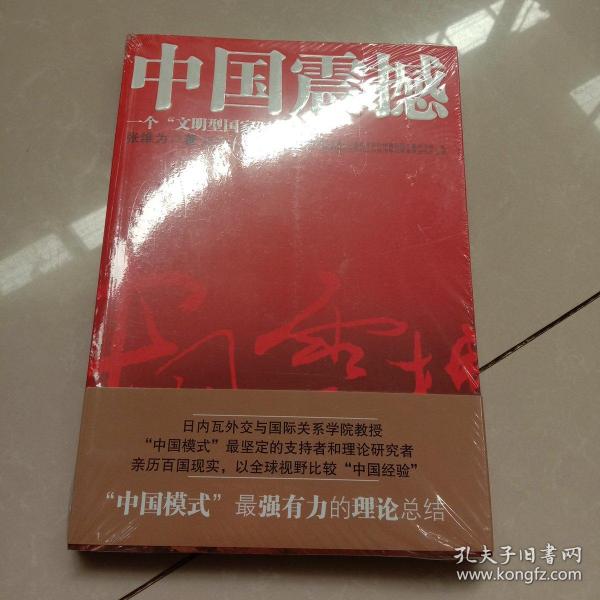 中国震撼
一个“文明型国家
张维为 著
日内瓦外交与国际关系学院教授
“中国模式”最坚定的支持者和理论研究者
亲历百国现实，以全球视野比较“中国经验”
“中国模式”最强有力的理论总结
孔夫子旧书网
www.kongfz.com